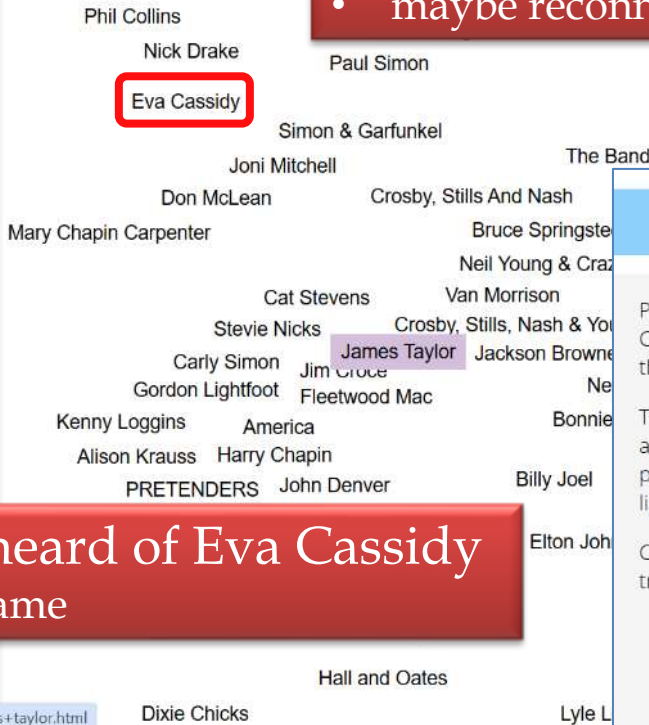 • maybe reconn
Phil Collins
Nick Drake
Paul Simon
Eva Cassidy
Simon & Garfunkel
Joni Mitchell
The Band
Don McLean
Crosby, Stills And Nash
Mary Chapin Carpenter
Bruce Springste
Neil Young & Craz
Cat Stevens
Van Morrison
Stevie Nicks
Crosby, Stills, Nash & You
James Taylor
Jackson Browne
Carly Simon
Jim Croce
Gordon Lightfoot
Fleetwood Mac
Ne
Kenny Loggins
America
Bonnie
Alison Krauss
Harry Chapin
PRETENDERS
John Denver
Billy Joel
heard of Eva Cassidy
ame
Elton Joh
Hall and Oates
s+taylor.html
Dixie Chicks
Lyle L